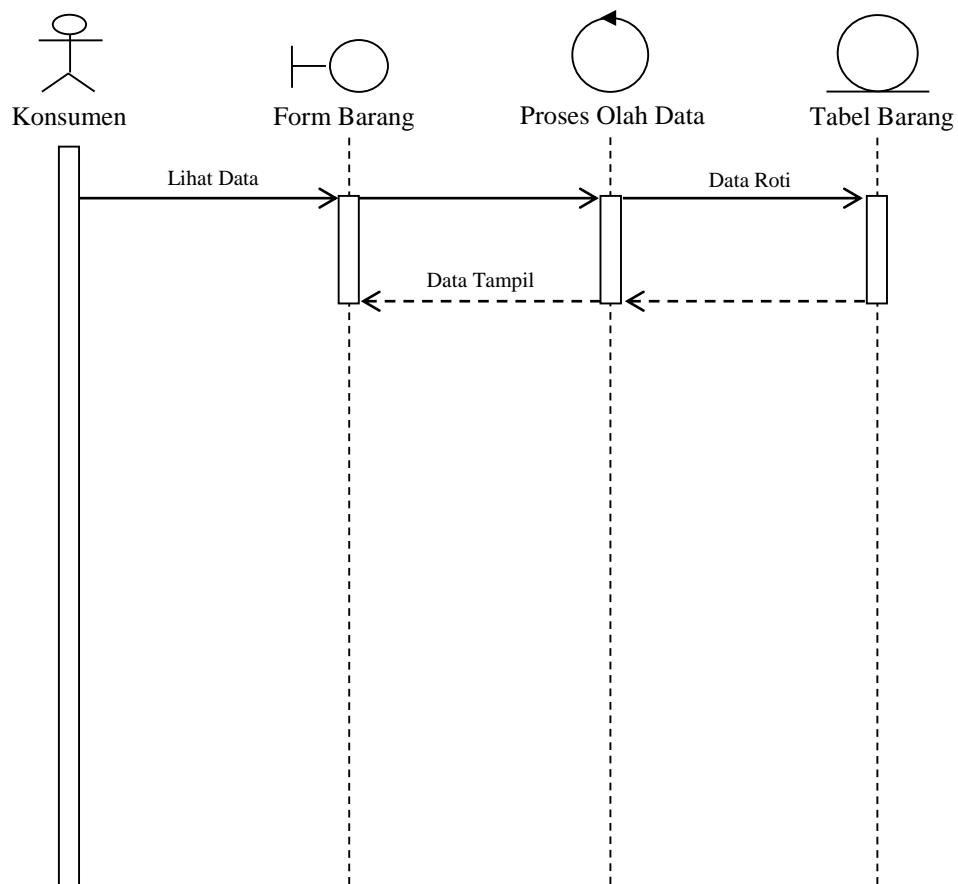 Konsumen
Form Barang
Proses Olah Data
Tabel Barang
Lihat Data
Data Roti
Data Tampil